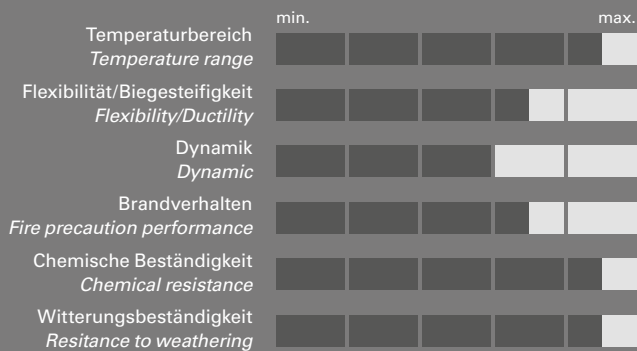 min. max.
Temperaturbereich
Temperature range
Flexibilität/Biegesteifigkeit
Flexibility/Ductility
Dynamik
Dynamic
Brandverhalten
Fire precaution performance
Chemische Beständigkeit
Chemical resistance
Witterungsbeständigkeit
Resitance to weathering